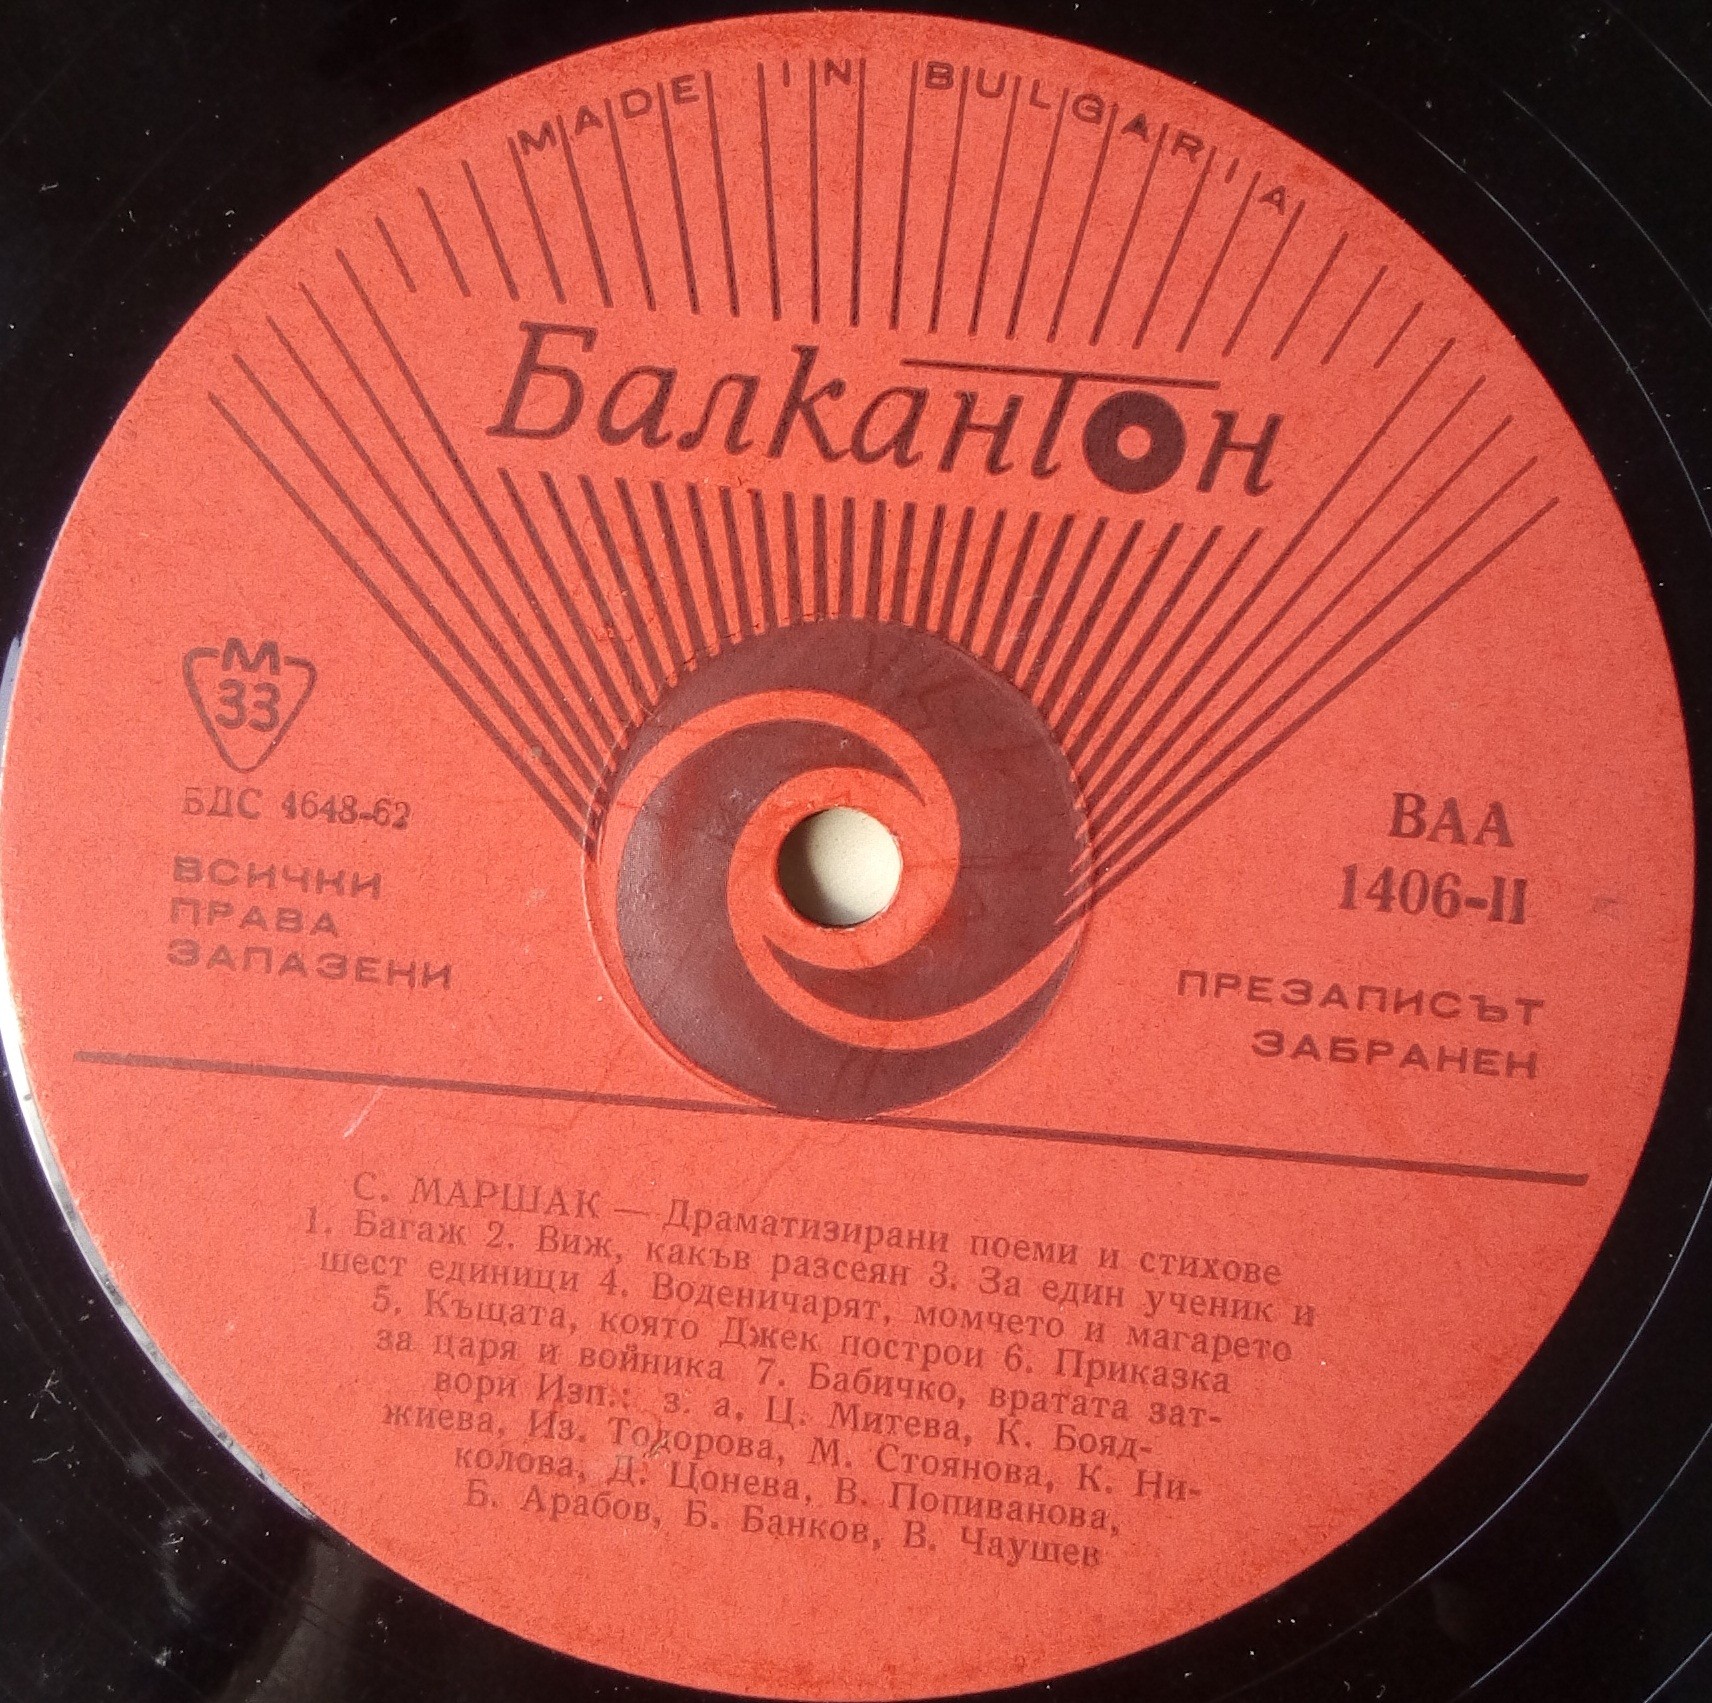 MADE IN BULGARIA
Балкантон
М
33
БДС 4648-62
ВСИЧКИ
ПРАВА
ЗАПАЗЕНИ
ВАА
1406-II
ПРЕЗАПИСЪТ
ЗАБРАНЕН
С. МАРШАК — Драматизирани поеми и стихове
1. Багаж 2. Виж, какъв разсеян 3. За един ученик и
шест единици 4. Воденичарят, момчето и магарето
5. Къщата, която Джек построи 6. Приказка
за царя и войника 7. Бабичко, вратата зат-
вори Изп.: з. а, Ц. Митева, К. Бояд-
жиева, Из. Тодорова, М. Стоянова, К. Ни-
колова, Д. Цонева, В. Попиванова,
Б. Арабов, Б. Банков, В. Чаушев